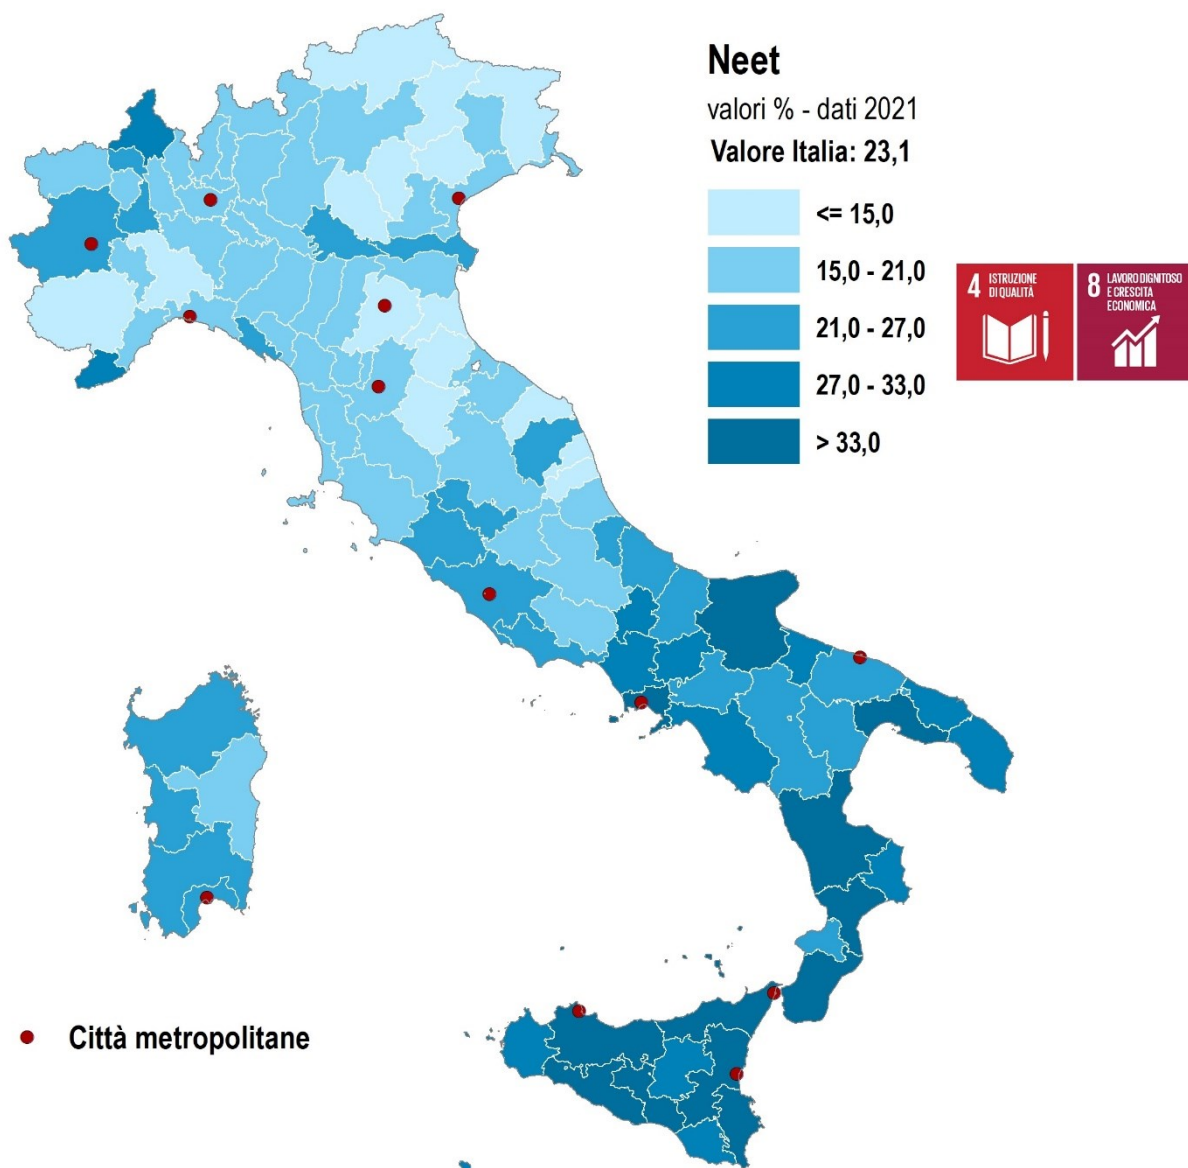 Neet
valori % - dati 2021
Valore Italia: 23,1
<= 15,0
15,0 - 21,0
21,0 - 27,0
27,0 - 33,0
> 33,0
4 ISTRUZIONE
DI QUALITÀ
8 LAVORO DIGNITOSO
E CRESCITA
ECONOMICA
Città metropolitane